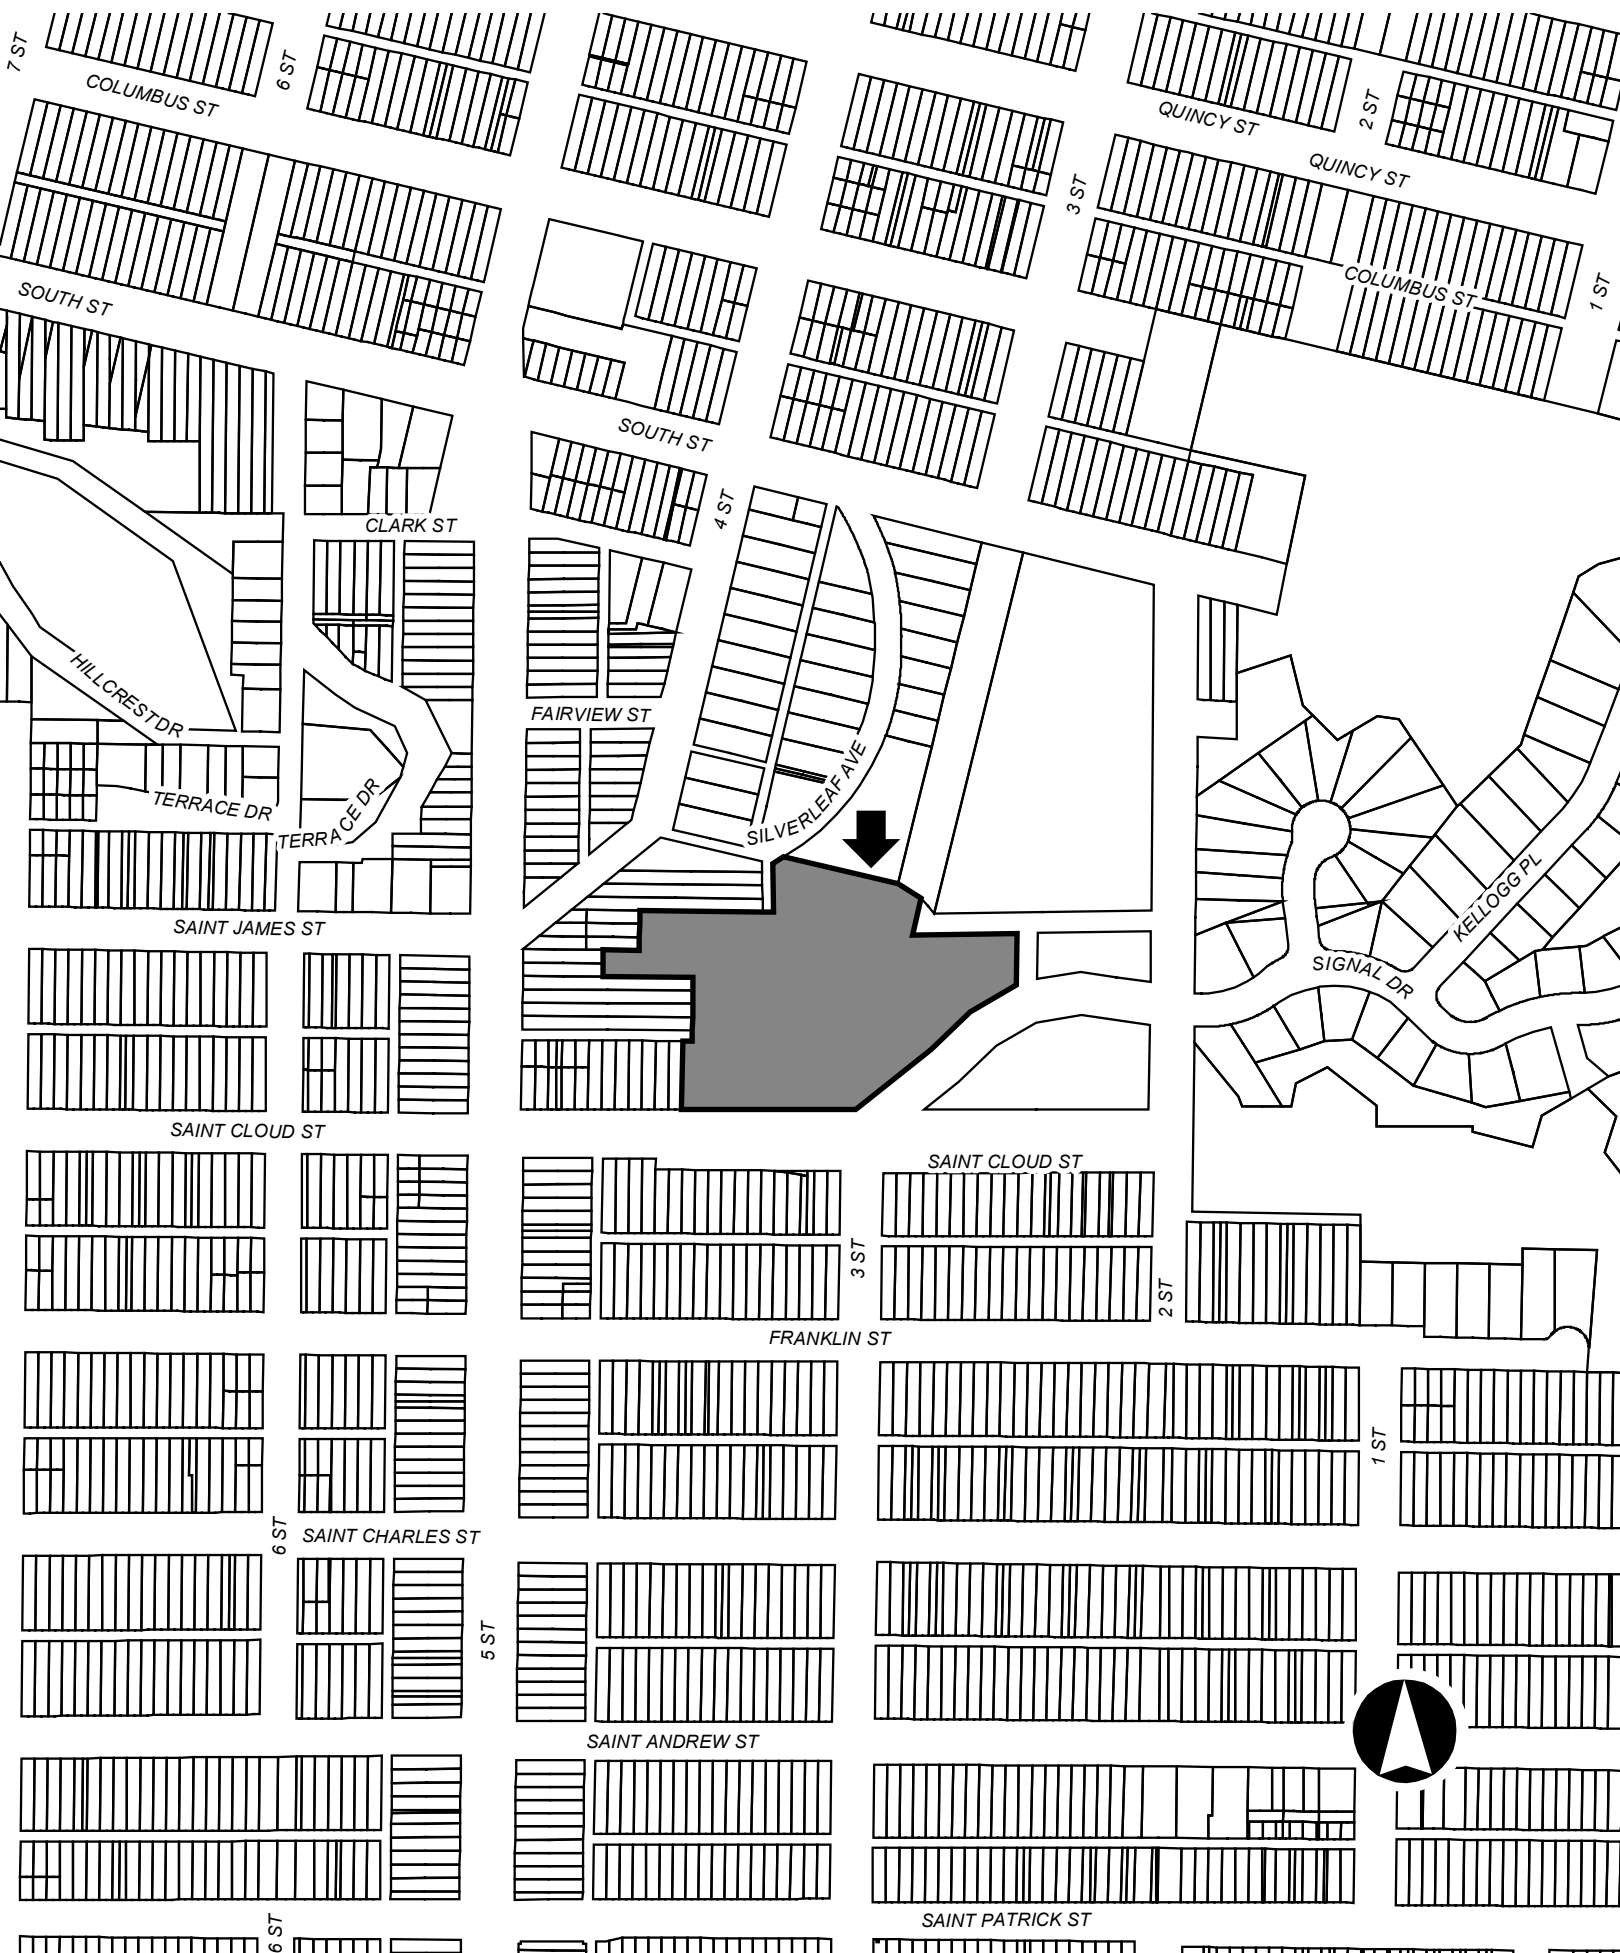 7 ST
6 ST
COLUMBUS ST
QUINCY ST
2 ST
QUINCY ST
3 ST
COLUMBUS ST
1 ST
SOUTH ST
SOUTH ST
4 ST
CLARK ST
HILLCREST DR
FAIRVIEW ST
TERRACE DR
TERRACE DR
SILVERLEAF AVE
KELLOGG PL
SAINT JAMES ST
SIGNAL DR
SAINT CLOUD ST
SAINT CLOUD ST
3 ST
2 ST
FRANKLIN ST
1 ST
6 ST
SAINT CHARLES ST
5 ST
SAINT ANDREW ST
SAINT PATRICK ST
6 ST